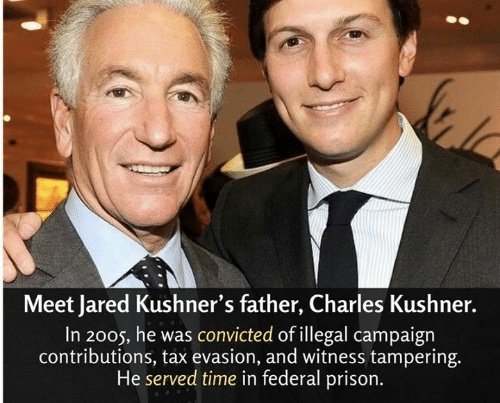 Meet Jared Kushner's father, Charles Kushner.
In 2005, he was convicted of illegal campaign
contributions, tax evasion, and witness tampering.
He served time in federal prison.